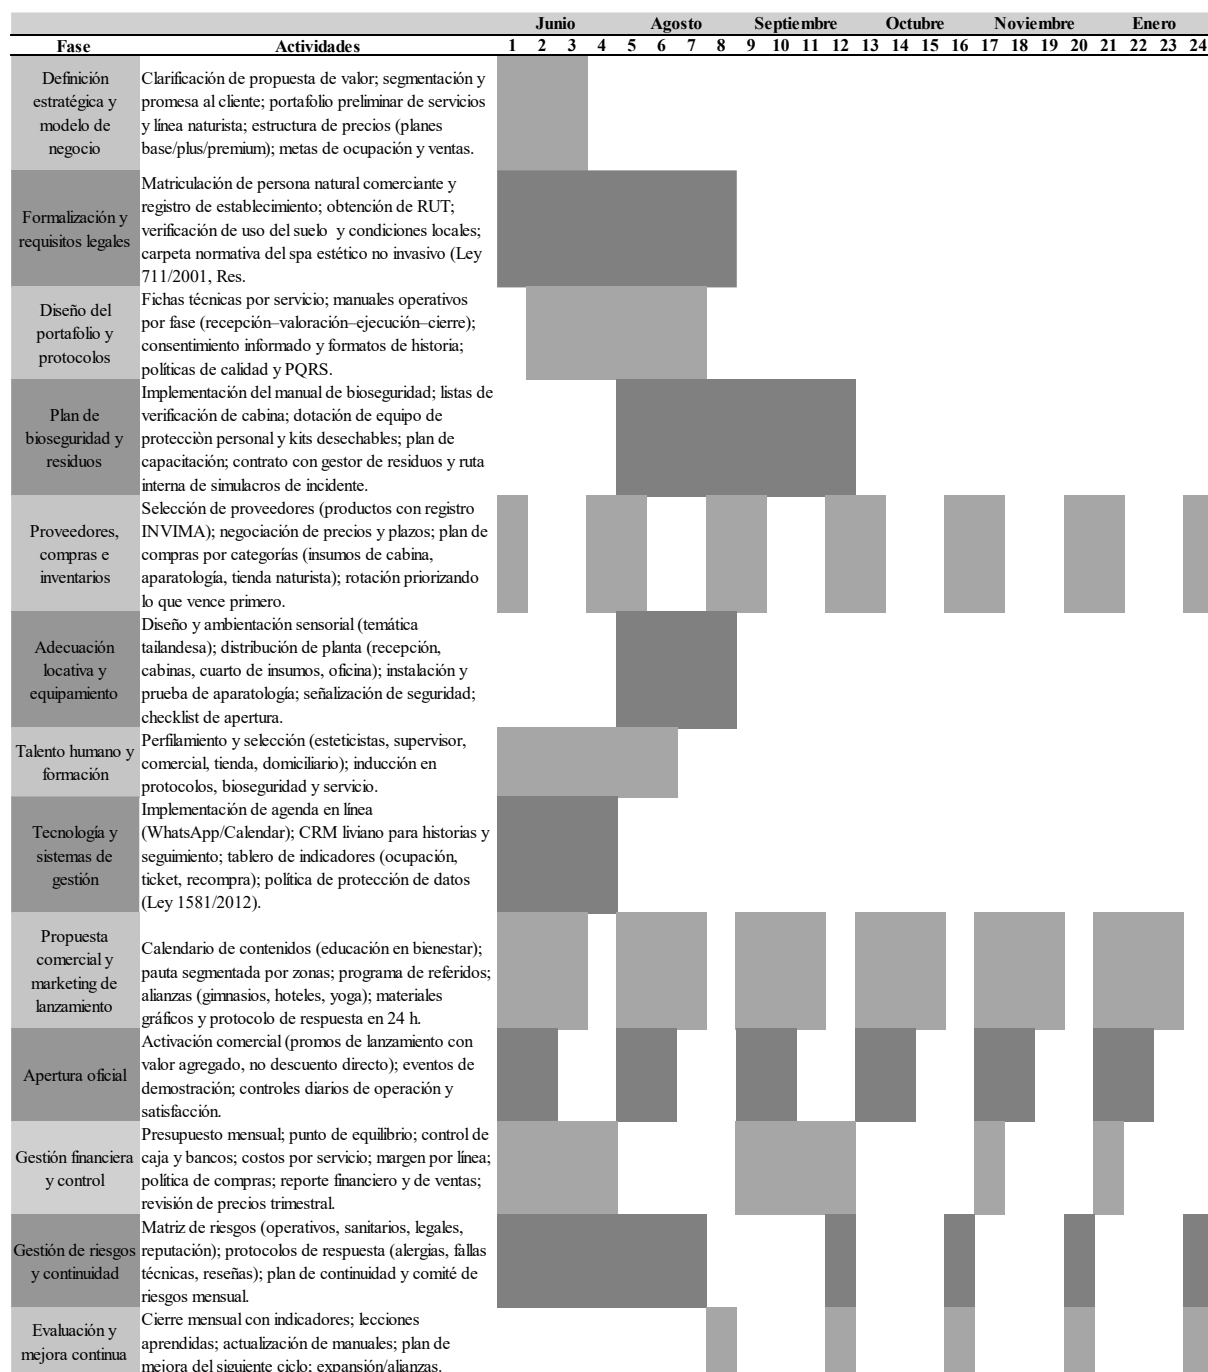 Junio Agosto Septiembre Octubre Noviembre Enero
Fase Actividades 1 2 3 4 5 6 7 8 9 10 11 12 13 14 15 16 17 18 19 20 21 22 23 24
Definición
estratégica y
modelo de
negocio
Clarificación de propuesta de valor; segmentación y
promesa al cliente; portafolio preliminar de servicios
y línea naturista; estructura de precios (planes
base/plus/premium); metas de ocupación y ventas.
Formalización y
requisitos legales
Matriculación de persona natural comerciante y
registro de establecimiento; obtención de RUT;
verificación de uso del suelo y condiciones locales;
carpeta normativa del spa estético no invasivo (Ley
711/2001, Res.
Diseño del
portafolio y
protocolos
Fichas técnicas por servicio; manuales operativos
por fase (recepción–valoración–ejecución–cierre);
consentimiento informado y formatos de historia;
políticas de calidad y PQRS.
Plan de
bioseguridad y
residuos
Implementación del manual de bioseguridad; listas de
verificación de cabina; dotación de equipo de
protecciòn personal y kits desechables; plan de
capacitación; contrato con gestor de residuos y ruta
interna de simulacros de incidente.
Proveedores,
compras e
inventarios
Selección de proveedores (productos con registro
INVIMA); negociación de precios y plazos; plan de
compras por categorías (insumos de cabina,
aparatología, tienda naturista); rotación priorizando
lo que vence primero.
Adecuación
locativa y
equipamiento
Diseño y ambientación sensorial (temática
tailandesa); distribución de planta (recepción,
cabinas, cuarto de insumos, oficina); instalación y
prueba de aparatología; señalización de seguridad;
checklist de apertura.
Talento humano y
formación
Perfilamiento y selección (esteticistas, supervisor,
comercial, tienda, domiciliario); inducción en
protocolos, bioseguridad y servicio.
Tecnología y
sistemas de
gestión
Implementación de agenda en línea
(WhatsApp/Calendar); CRM liviano para historias y
seguimiento; tablero de indicadores (ocupación,
ticket, recompra); política de protección de datos
(Ley 1581/2012).
Propuesta
comercial y
marketing de
lanzamiento
Calendario de contenidos (educación en bienestar);
pauta segmentada por zonas; programa de referidos;
alianzas (gimnasios, hoteles, yoga); materiales
gráficos y protocolo de respuesta en 24 h.
Apertura oficial
Activación comercial (promos de lanzamiento con
valor agregado, no descuento directo); eventos de
demostración; controles diarios de operación y
satisfacción.
Gestión financiera
y control
Presupuesto mensual; punto de equilibrio; control de
caja y bancos; costos por servicio; margen por línea;
política de compras; reporte financiero y de ventas;
revisión de precios trimestral.
Gestión de riesgos
y continuidad
Matriz de riesgos (operativos, sanitarios, legales,
reputación); protocolos de respuesta (alergias, fallas
técnicas, reseñas); plan de continuidad y comité de
riesgos mensual.
Evaluación y
mejora continua
Cierre mensual con indicadores; lecciones
aprendidas; actualización de manuales; plan de
mejora del siguiente ciclo; expansión/alianzas.